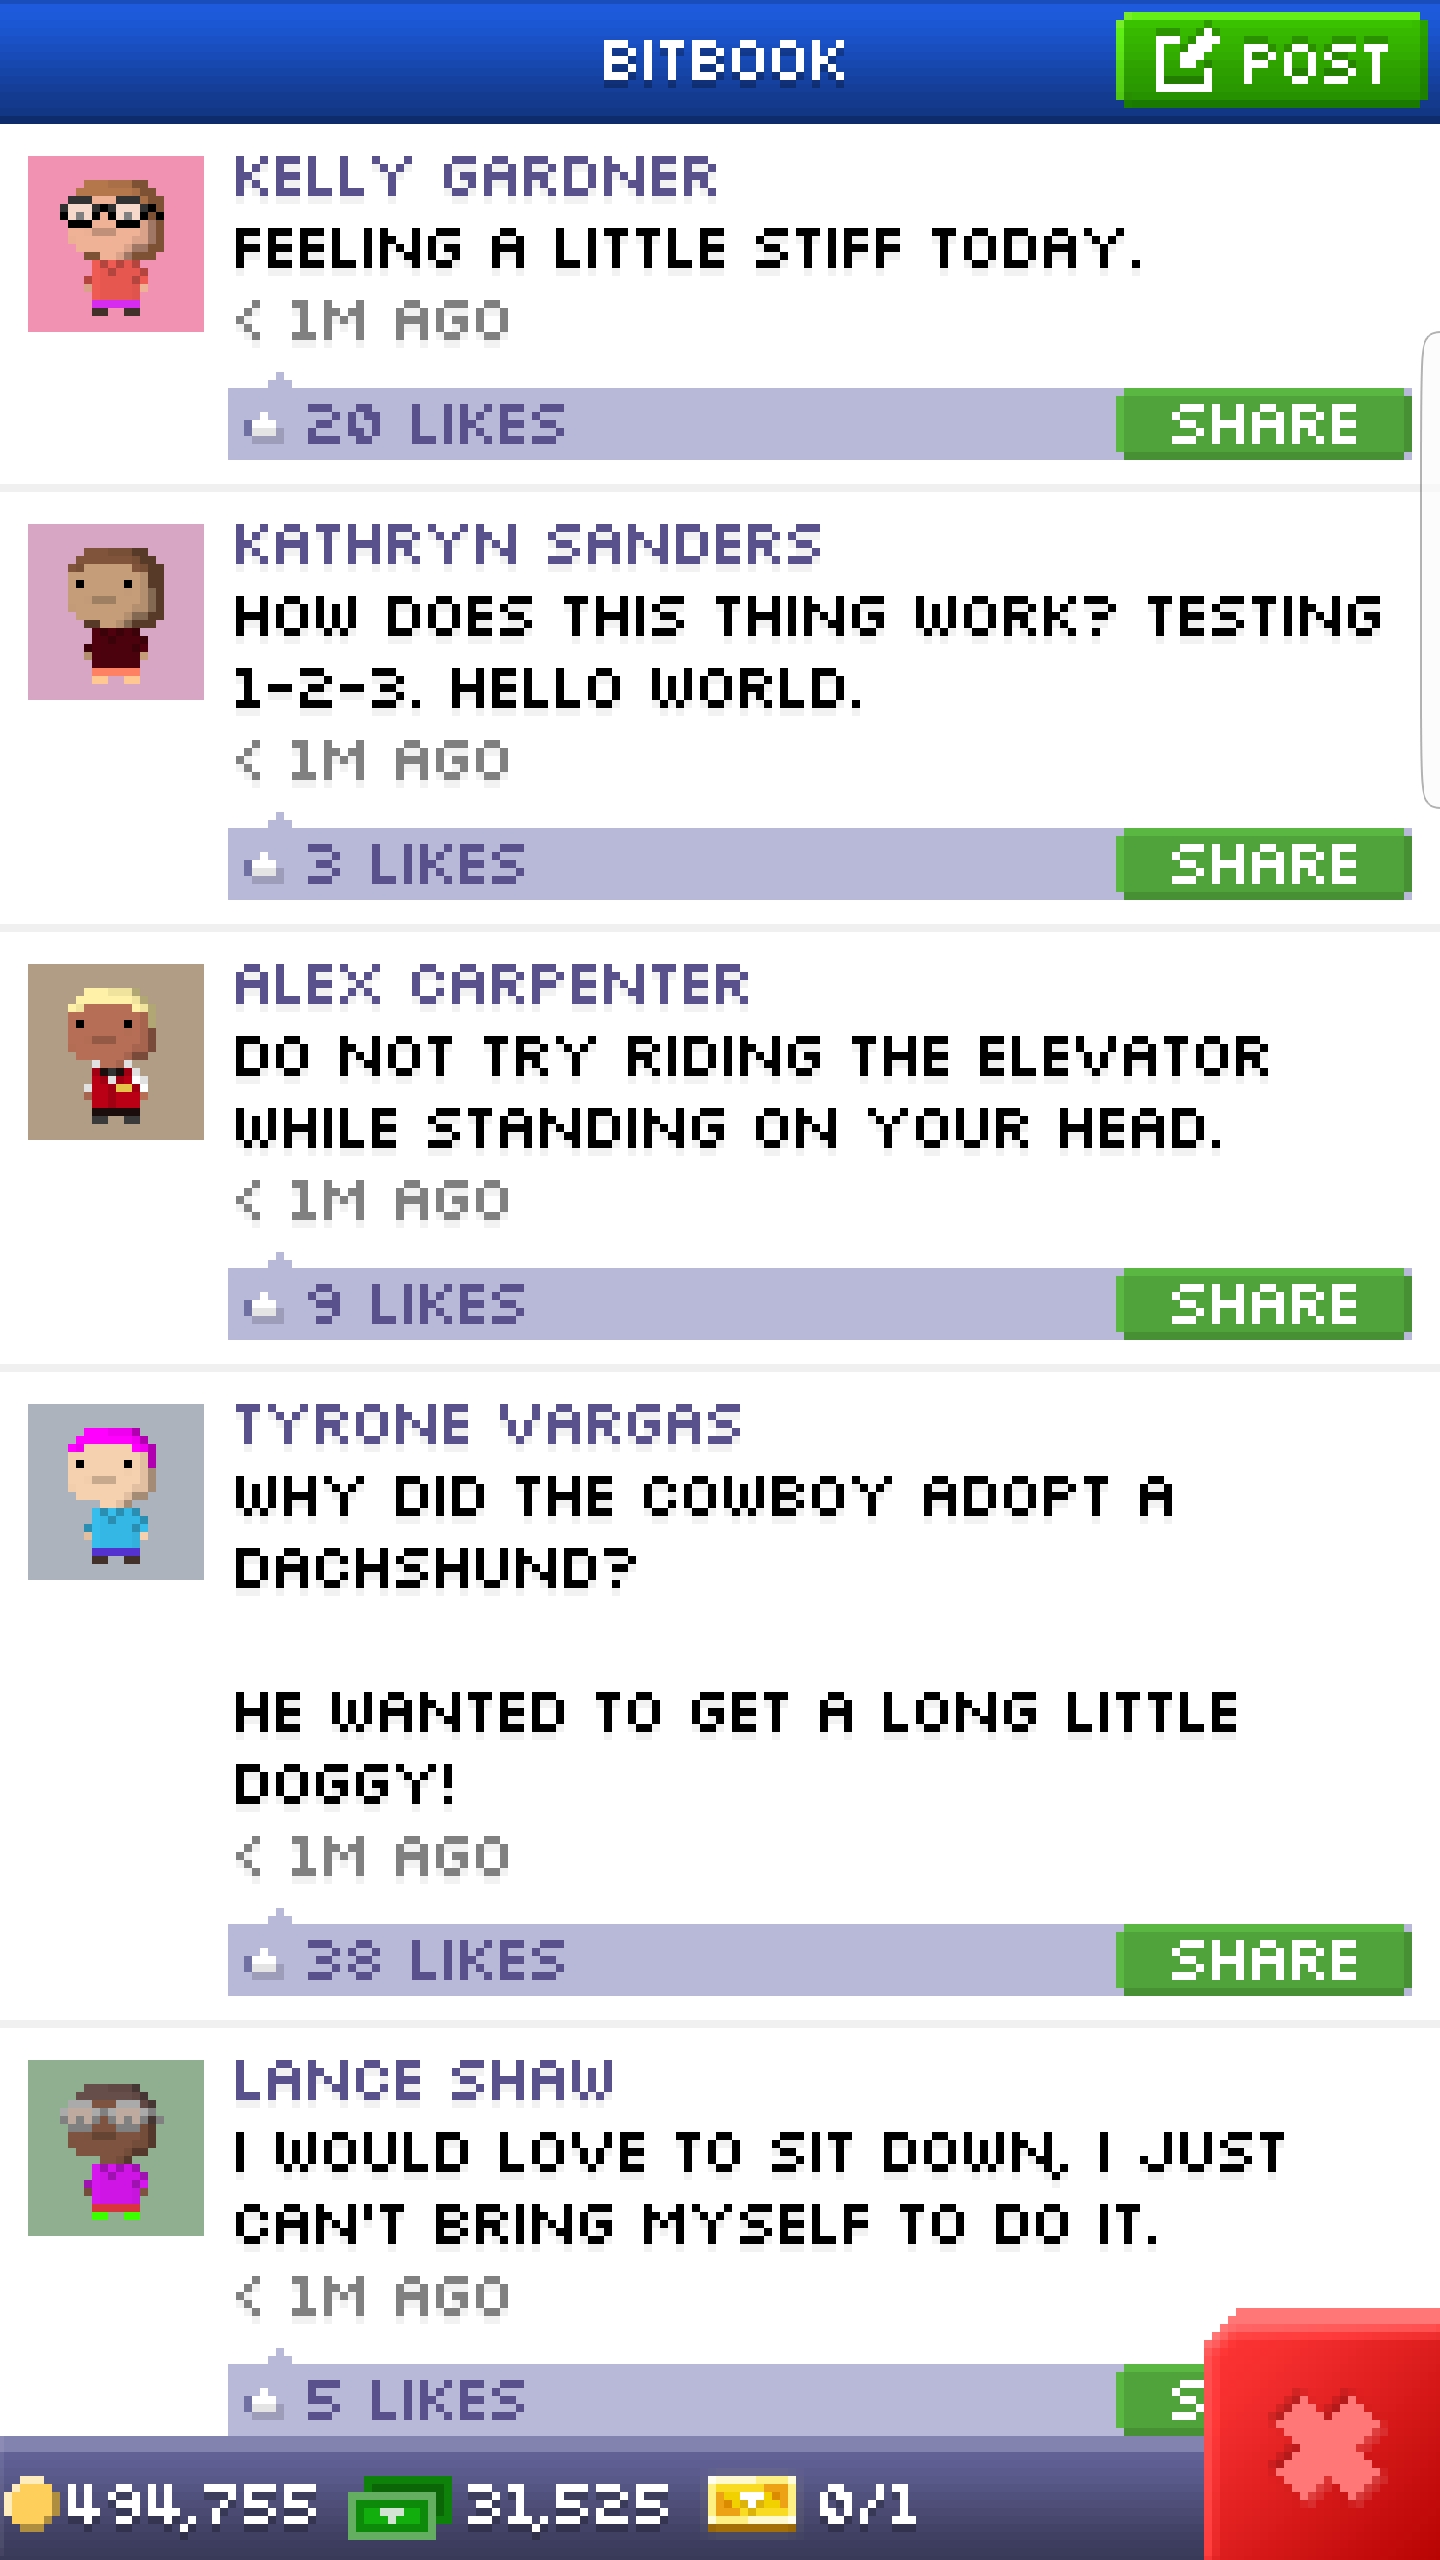 BITBOOK
POST
KELLY GARDNER
FEELING A LITTLE STIFF TODAY.
< 1M AGO
20 LIKES
SHARE
KATHRYN SANDERS
HOW DOES THIS THING WORK? TESTING
1-2-3. HELLO WORLD.
< 1M AGO
3 LIKES
SHARE
ALEX CARPENTER
DO NOT TRY RIDING THE ELEVATOR
WHILE STANDING ON YOUR HEAD.
< 1M AGO
9 LIKES
SHARE
TYRONE VARGAS
WHY DID THE COWBOY ADOPT A
DACHSHUND?
HE WANTED TO GET A LONG LITTLE
DOGGY!
< 1M AGO
38 LIKES
SHARE
LANCE SHAW
I WOULD LOVE TO SIT DOWN, I JUST
CAN'T BRING MYSELF TO DO IT.
< 1M AGO
5 LIKES
S
494,755 31,525 0/1